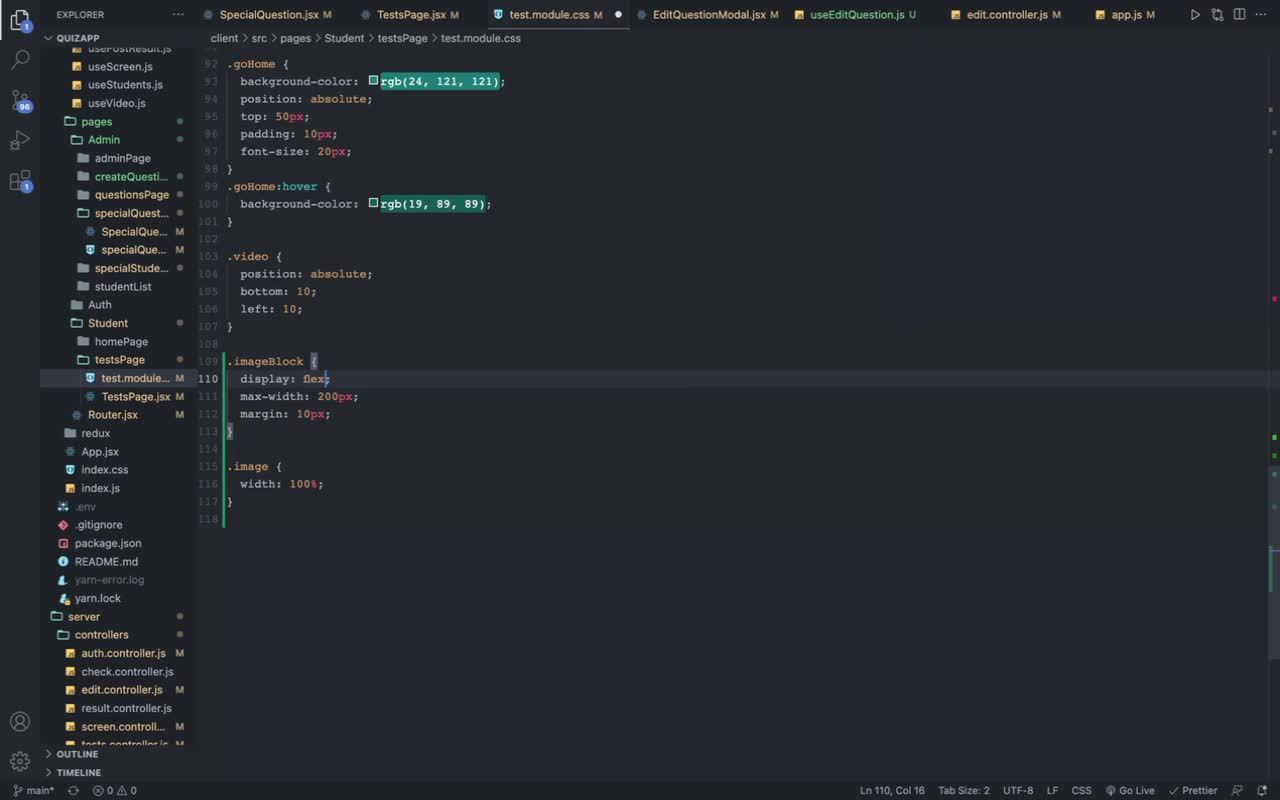 EXPLORER
SpecialQuestion.jsx M
TestsPage.jsx M
test.module.css M
EditQuestionModal.jsx M
useEditQuestion.js U
edit.controller.js M
app.js M
QUIZAPP
usePostResult.js
useScreen.js
useStudents.js
useVideo.js
pages
Admin
adminPage
createQuesti...
questionsPage
specialQuest...
SpecialQue... M
specialQue... M
specialStude...
studentList
Auth
Student
homePage
testsPage
test.module... M
TestsPage.jsx M
Router.jsx M
redux
App.jsx
index.css
index.js
.env
.gitignore
package.json
README.md
yarn-error.log
yarn.lock
server
controllers
auth.controller.js M
check.controller.js
edit.controller.js M
result.controller.js
screen.controll... M
tests.controller.js M
OUTLINE
TIMELINE
96
1
1
client > src > pages > Student > testsPage > test.module.css
92 .goHome {
93 background-color: rgb(24, 121, 121);
94 position: absolute;
95 top: 50px;
96 padding: 10px;
97 font-size: 20px;
98 }
99 .goHome:hover {
100 background-color: rgb(19, 89, 89);
101 }
102
103 .video {
104 position: absolute;
105 bottom: 10;
106 left: 10;
107 }
108
109 .imageBlock {
110 display: flex;
111 max-width: 200px;
112 margin: 10px;
113 }
114
115 .image {
116 width: 100%;
117 }
118
main* 0 0 Ln 110, Col 16 Tab Size: 2 UTF-8 LF CSS Go Live Prettier